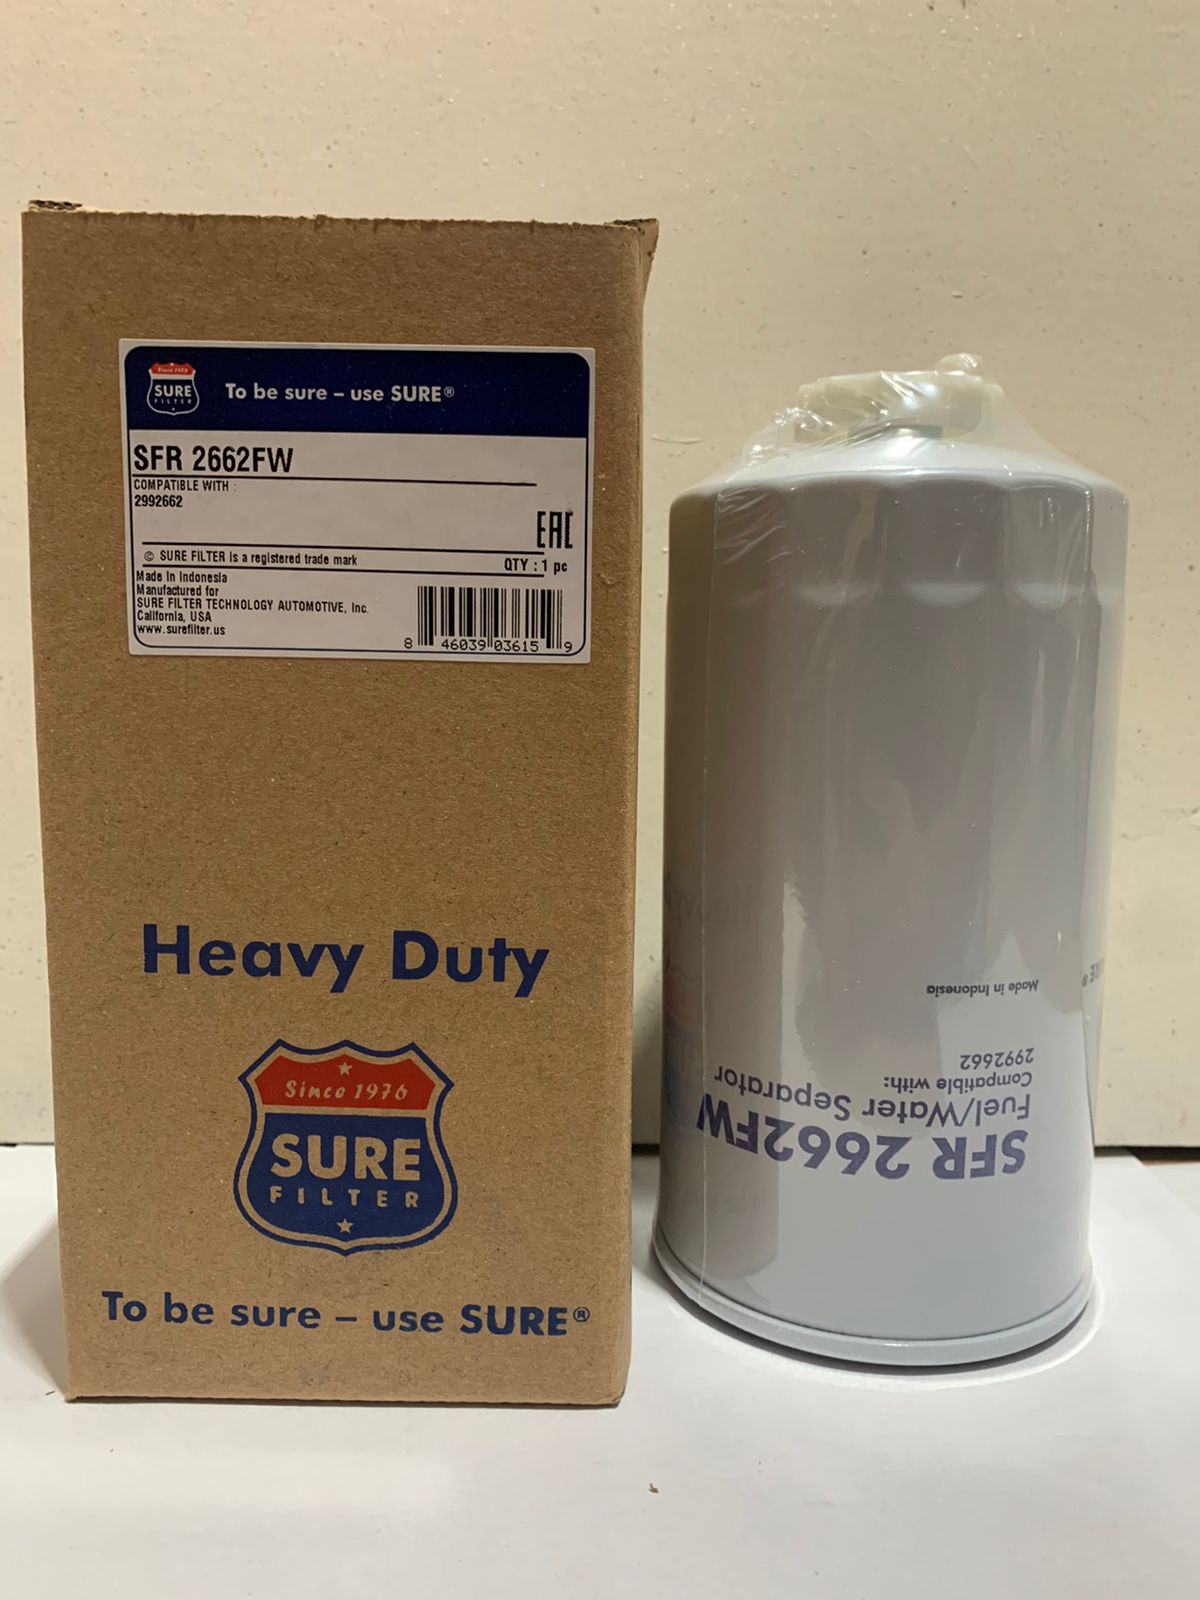 Since 1976
SURE
FILTER
To be sure – use SURE®
SFR 2662FW
COMPATIBLE WITH :
2992662
EAC
© SURE FILTER is a registered trade mark
QTY : 1 pc
Made in Indonesia
Manufactured for
SURE FILTER TECHNOLOGY AUTOMOTIVE, Inc.
California, USA
www.surefilter.us
8 46039 03615 9
Heavy Duty
Since 1976
SURE
FILTER
To be sure – use SURE®
SFR 2662FW
Fuel/Water Separator
Compatible with:
2992662
Made in Indonesia